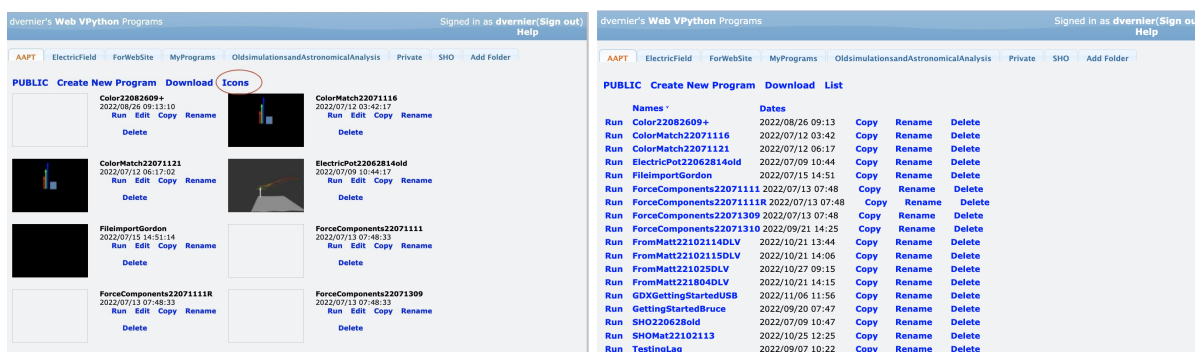 dvernier's Web VPython Programs
Signed in as dvernier(Sign out)
Help
AAPT ElectricField ForWebSite MyPrograms OldsimulationsandAstronomicalAnalysis Private SHO Add Folder
PUBLIC Create New Program Download Icons
Color22082609+
2022/08/26 09:13:10
Run Edit Copy Rename
Delete
ColorMatch22071116
2022/07/12 03:42:17
Run Edit Copy Rename
Delete
ColorMatch22071121
2022/07/12 06:17:02
Run Edit Copy Rename
Delete
ElectricPot22062814old
2022/07/09 10:44:17
Run Edit Copy Rename
Delete
FileimportGordon
2022/07/15 14:51:14
Run Edit Copy Rename
Delete
ForceComponents22071111
2022/07/13 07:48:33
Run Edit Copy Rename
Delete
ForceComponents22071111R
2022/07/13 07:48:33
Run Edit Copy Rename
Delete
ForceComponents22071309
2022/07/13 07:48:33
Run Edit Copy Rename
Delete
dvernier's Web VPython Programs
Signed in as dvernier(Sign ou
Help
AAPT ElectricField ForWebSite MyPrograms OldsimulationsandAstronomicalAnalysis Private SHO Add Folder
PUBLIC Create New Program Download List
Names Dates
Run Color22082609+ 2022/08/26 09:13 Copy Rename Delete
Run ColorMatch22071116 2022/07/12 03:42 Copy Rename Delete
Run ColorMatch22071121 2022/07/12 06:17 Copy Rename Delete
Run ElectricPot22062814old 2022/07/09 10:44 Copy Rename Delete
Run FileimportGordon 2022/07/15 14:51 Copy Rename Delete
Run ForceComponents22071111 2022/07/13 07:48 Copy Rename Delete
Run ForceComponents22071111R 2022/07/13 07:48 Copy Rename Delete
Run ForceComponents22071309 2022/07/13 07:48 Copy Rename Delete
Run ForceComponents22071310 2022/09/21 14:25 Copy Rename Delete
Run FromMatt22102114DLV 2022/10/21 13:44 Copy Rename Delete
Run FromMatt22102115DLV 2022/10/21 14:06 Copy Rename Delete
Run FromMatt221025DLV 2022/10/27 09:15 Copy Rename Delete
Run FromMatt221804DLV 2022/10/21 14:15 Copy Rename Delete
Run GDXGettingStartedUSB 2022/11/06 11:56 Copy Rename Delete
Run GettingStartedBruce 2022/09/20 07:47 Copy Rename Delete
Run SHO220628old 2022/07/09 10:47 Copy Rename Delete
Run SHOMat22102113 2022/10/25 12:25 Copy Rename Delete
Run TestingLag 2022/09/07 10:22 Copy Rename Delete